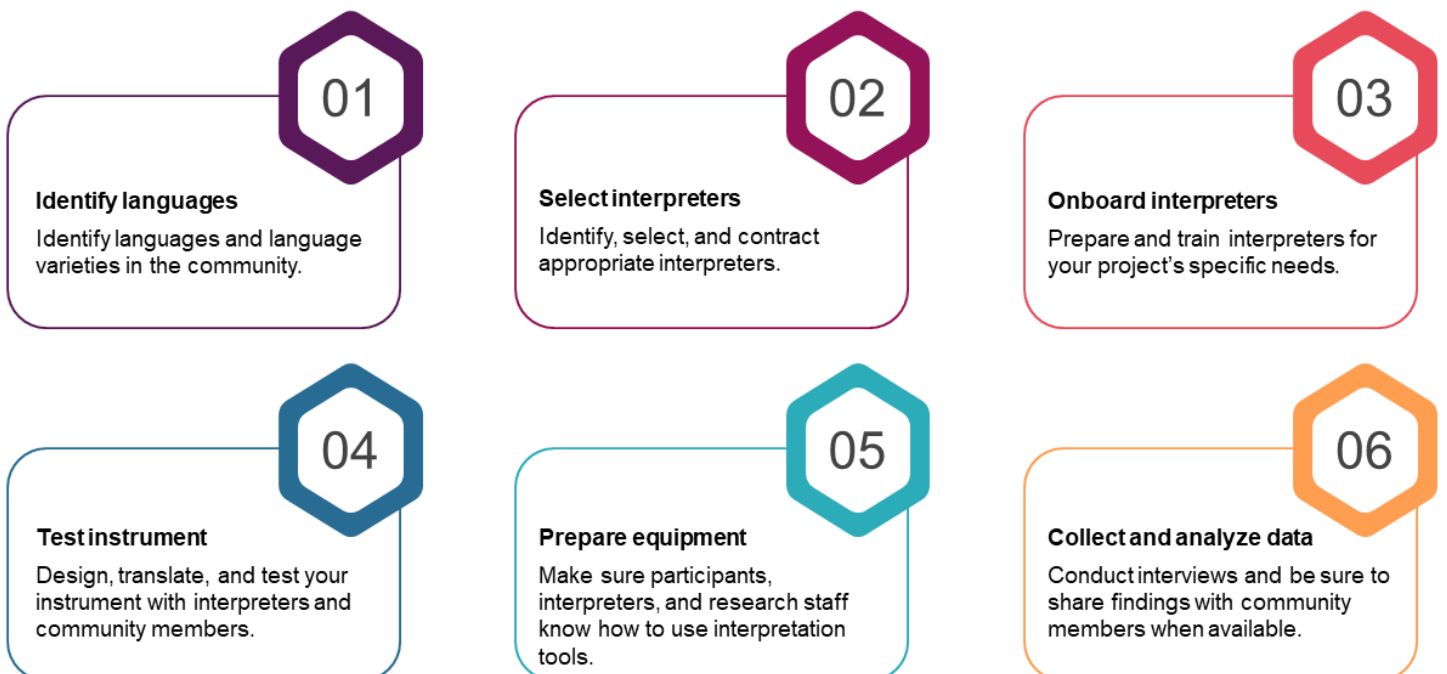 01
Identify languages
Identify languages and language
varieties in the community.
02
Select interpreters
Identify, select, and contract
appropriate interpreters.
03
Onboard interpreters
Prepare and train interpreters for
your project’s specific needs.
04
Test instrument
Design, translate, and test your
instrument with interpreters and
community members.
05
Prepare equipment
Make sure participants,
interpreters, and research staff
know how to use interpretation
tools.
06
Collect and analyze data
Conduct interviews and be sure to
share findings with community
members when available.